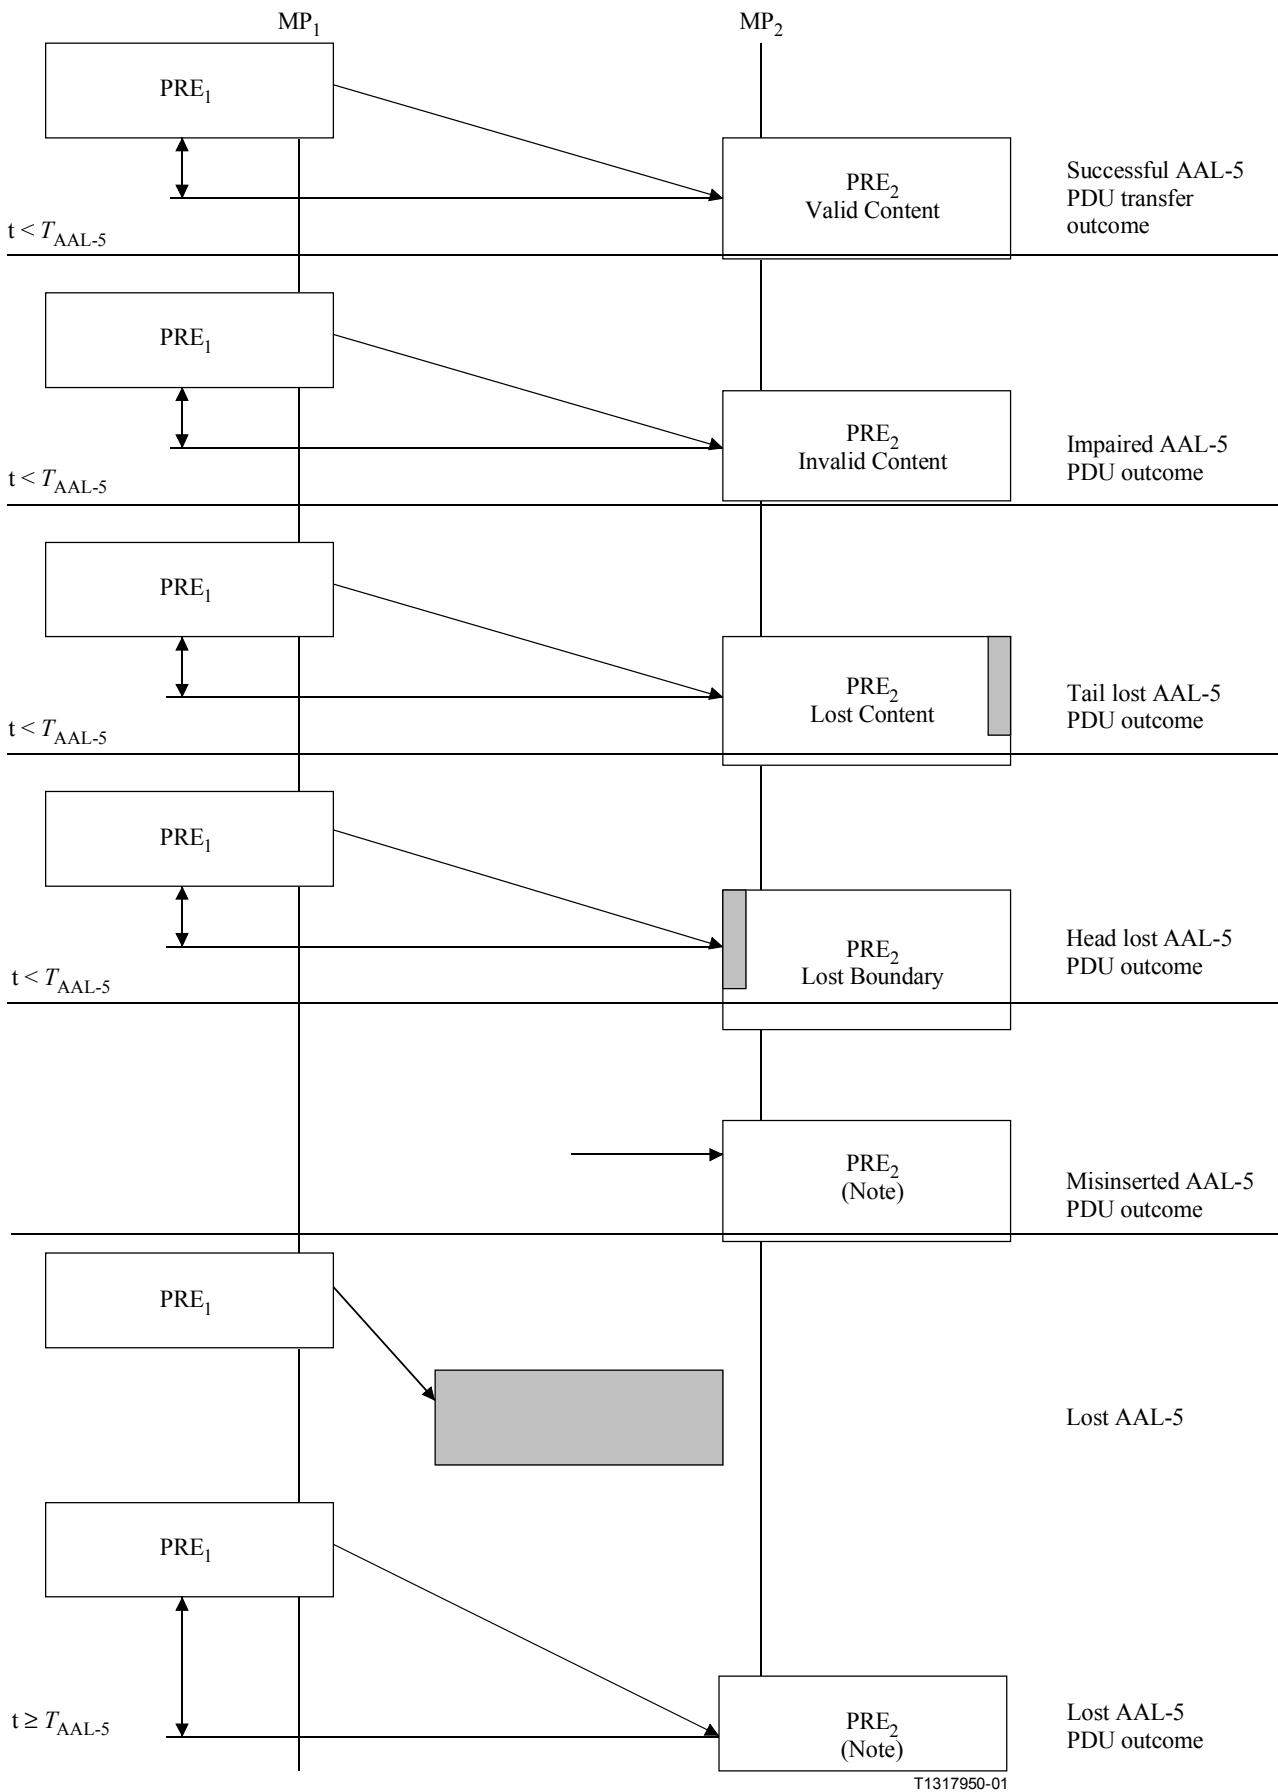 MP1
MP2
PRE1
PRE2
Valid Content
Successful AAL-5
PDU transfer
outcome
t < TAAL-5
PRE1
PRE2
Invalid Content
Impaired AAL-5
PDU outcome
t < TAAL-5
PRE1
PRE2
Lost Content
Tail lost AAL-5
PDU outcome
t < TAAL-5
PRE1
PRE2
Lost Boundary
Head lost AAL-5
PDU outcome
t < TAAL-5
PRE2
(Note)
Misinserted AAL-5
PDU outcome
PRE1
Lost AAL-5
PRE1
t ≥ TAAL-5
PRE2
(Note)
Lost AAL-5
PDU outcome
T1317950-01